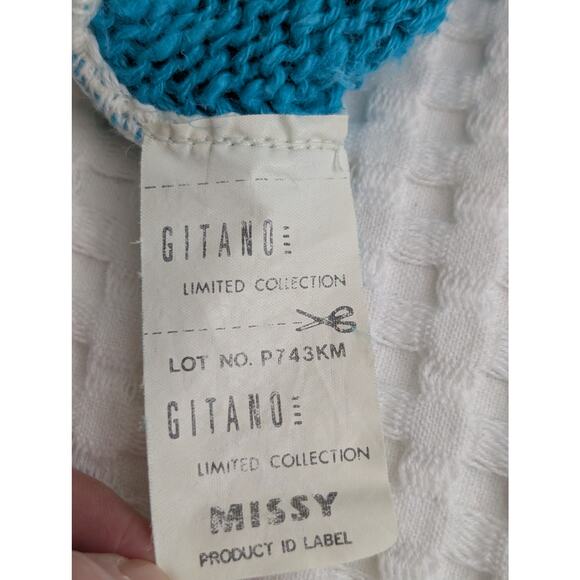 GITANO
LIMITED COLLECTION
LOT NO. P743KM
GITANO
LIMITED COLLECTION
MISSY
PRODUCT ID LABEL